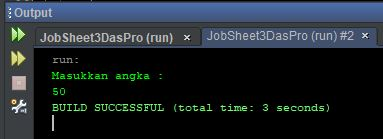 Output
JobSheet3DasPro (run) × JobSheet3DasPro (run) #2 ×
run:
Masukkan angka :
50
BUILD SUCCESSFUL (total time: 3 seconds)